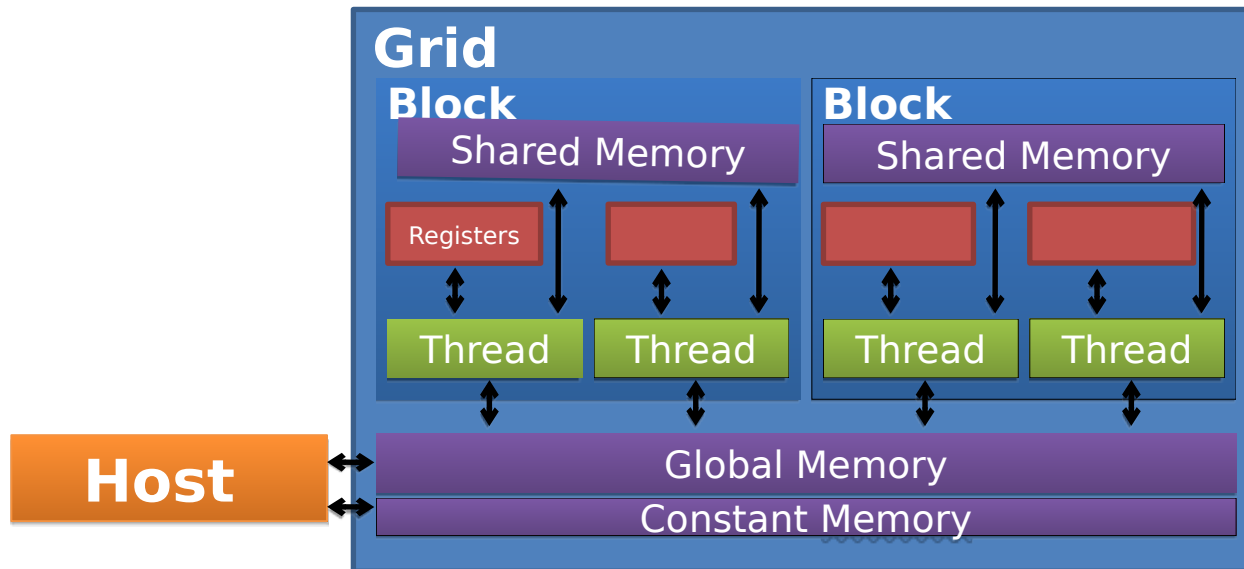 Grid
Block
Block
Shared Memory
Shared Memory
Registers
Thread
Thread
Thread
Thread
Host
Global Memory
Constant Memory